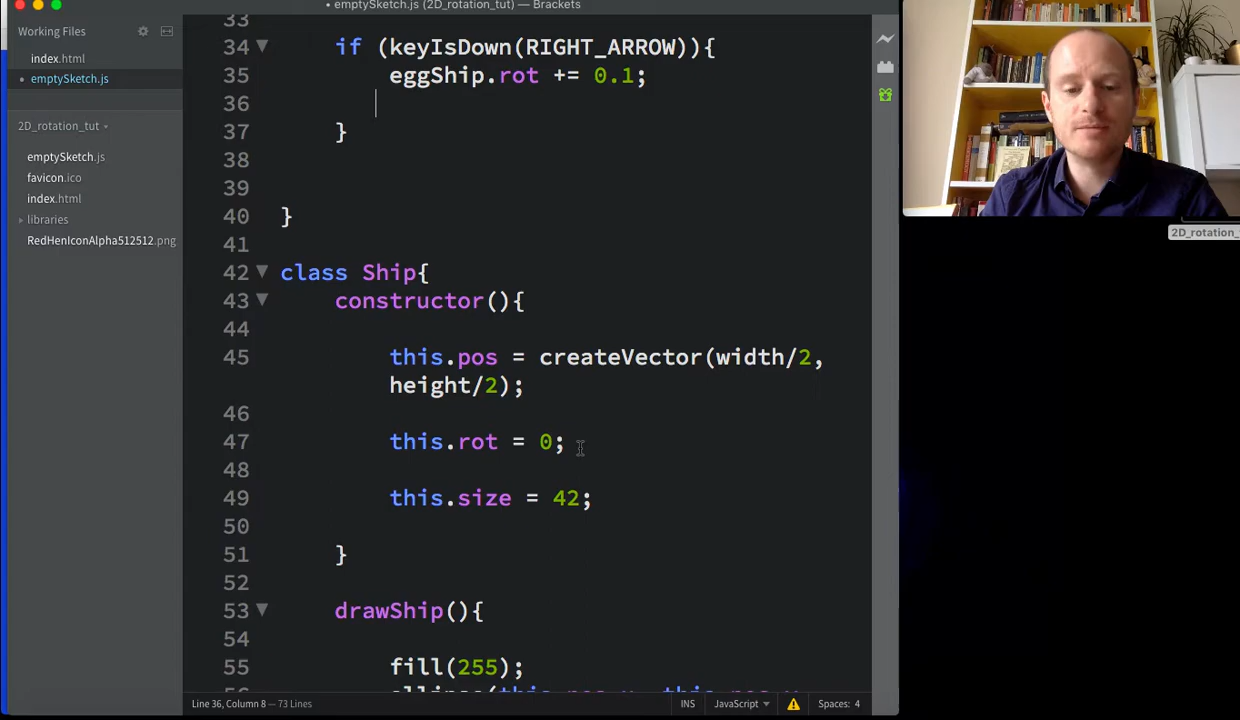 • emptySketch.js (2D_rotation_tut) — Brackets
Working Files
index.html
• emptySketch.js
2D_rotation_tut
emptySketch.js
favicon.ico
index.html
libraries
RedHenIconAlpha512512.png
33
34 if (keyIsDown(RIGHT_ARROW)){
35 eggShip.rot += 0.1;
36
37 }
38
39
40 }
41
42 class Ship{
43 constructor(){
44
45 this.pos = createVector(width/2,
height/2);
46
47 this.rot = 0;
48
49 this.size = 42;
50
51 }
52
53 drawShip(){
54
55 fill(255);
Line 36, Column 8 — 73 Lines
INS
JavaScript
Spaces: 4